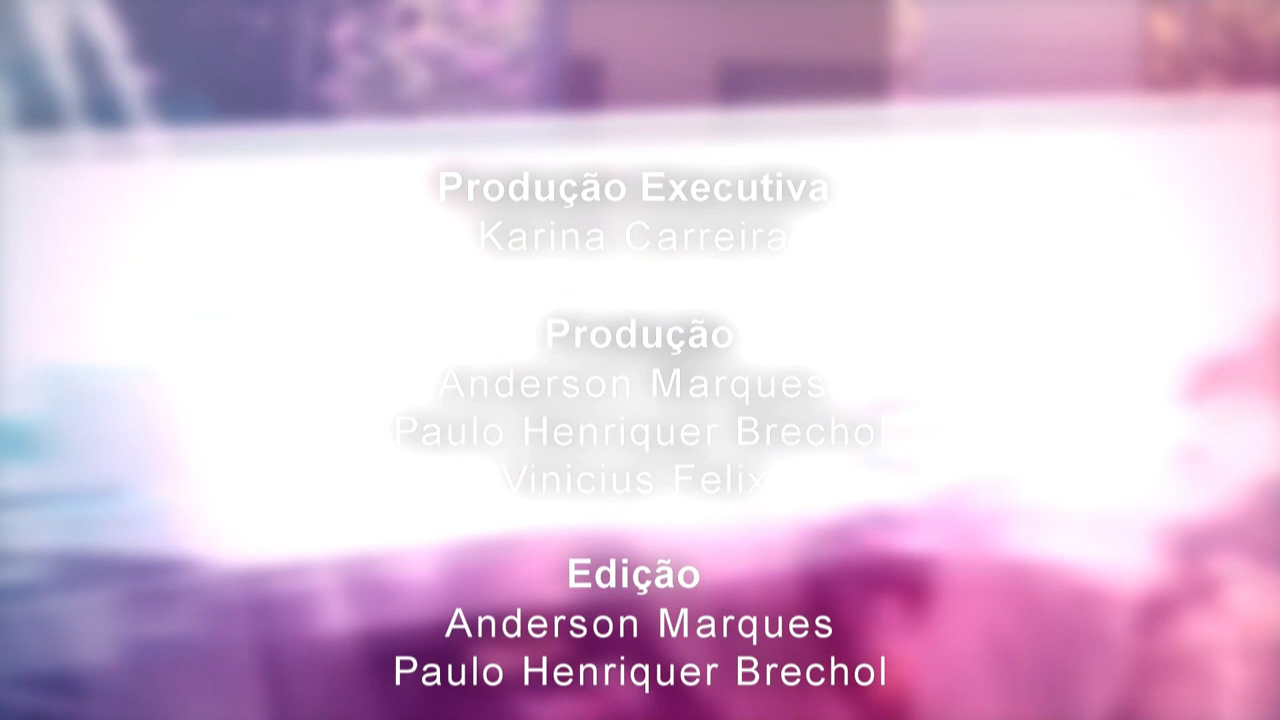 Produção Executiva
Karina Carreira
Produção
Anderson Marques
Paulo Henriquer Brechol
Vinicius Felix
Edição
Anderson Marques
Paulo Henriquer Brechol